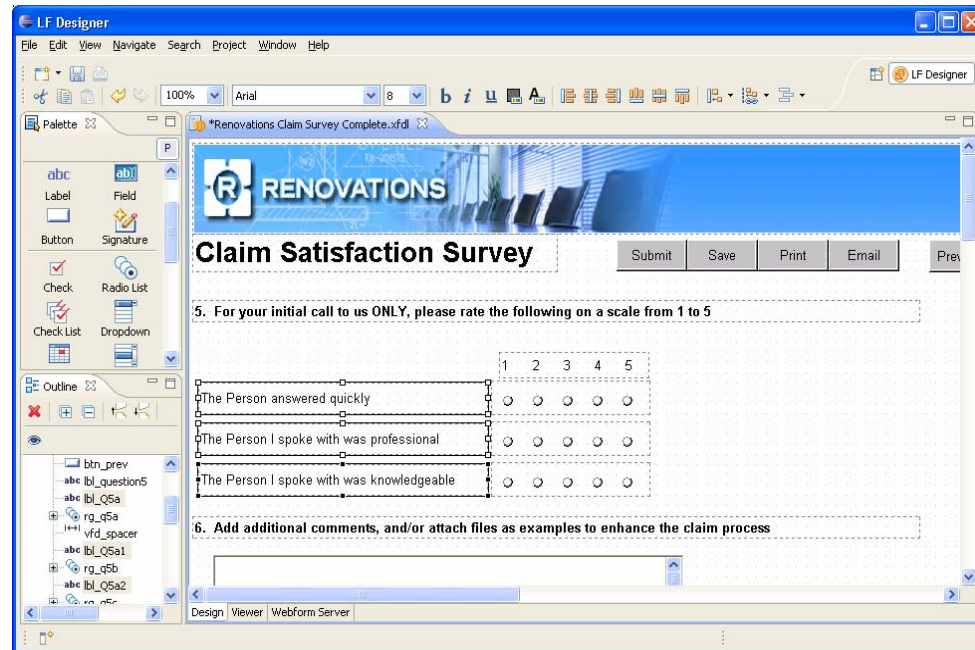 LF Designer
File Edit View Navigate Search Project Window Help
100% Arial 8 b i u A LF Designer
Palette *Renovations Claim Survey Complete.xfdl
P
abc ab
Label Field
Button Signature
Check Radio List
Check List Dropdown
R RENOVATIONS
Claim Satisfaction Survey Submit Save Print Email Prev
5. For your initial call to us ONLY, please rate the following on a scale from 1 to 5
1 2 3 4 5
The Person answered quickly
The Person I spoke with was professional
The Person I spoke with was knowledgeable
6. Add additional comments, and/or attach files as examples to enhance the claim process
Outline
btn_prev
abc lbl_question5
abc lbl_Q5a
rg_q5a
vfd_spacer
abc lbl_Q5a1
rg_q5b
abc lbl_Q5a2
rg_q5c
Design Viewer Webform Server